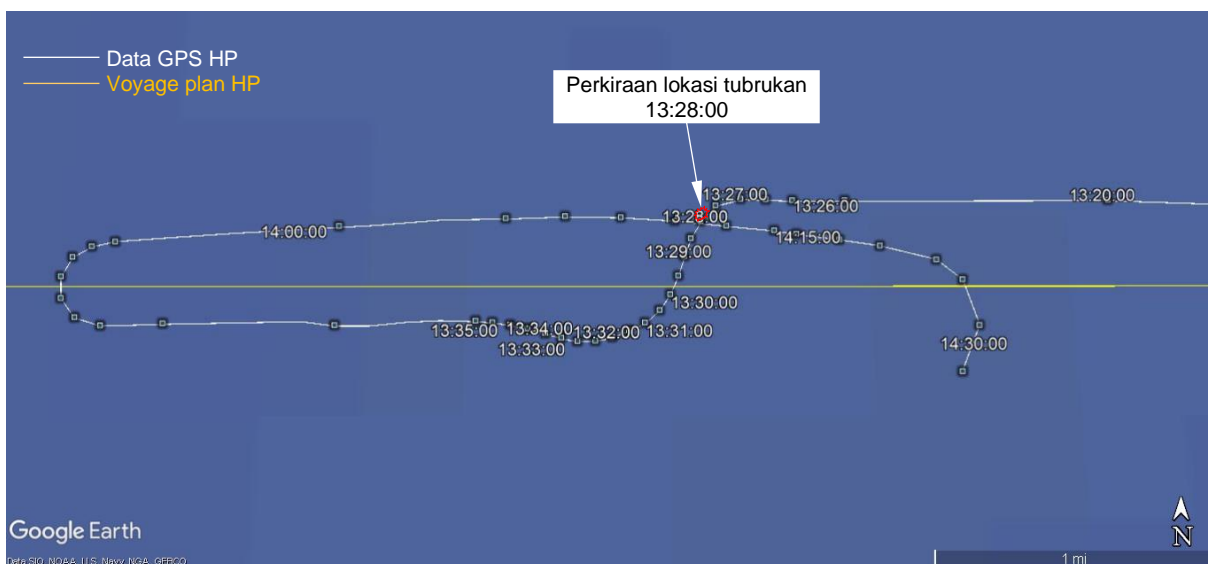 Data GPS HP
Voyage plan HP
Perkiraan lokasi tubrukan
13:28:00
13:27:00
13:26:00
13:20:00
13:28:00
14:00:00
14:15:00
13:29:00
13:30:00
13:35:00
13:34:00
13:32:00
13:31:00
13:33:00
14:30:00
Google Earth
N
Data SIO, NOAA, U.S. Navy, NGA, GEBCO
1 mi